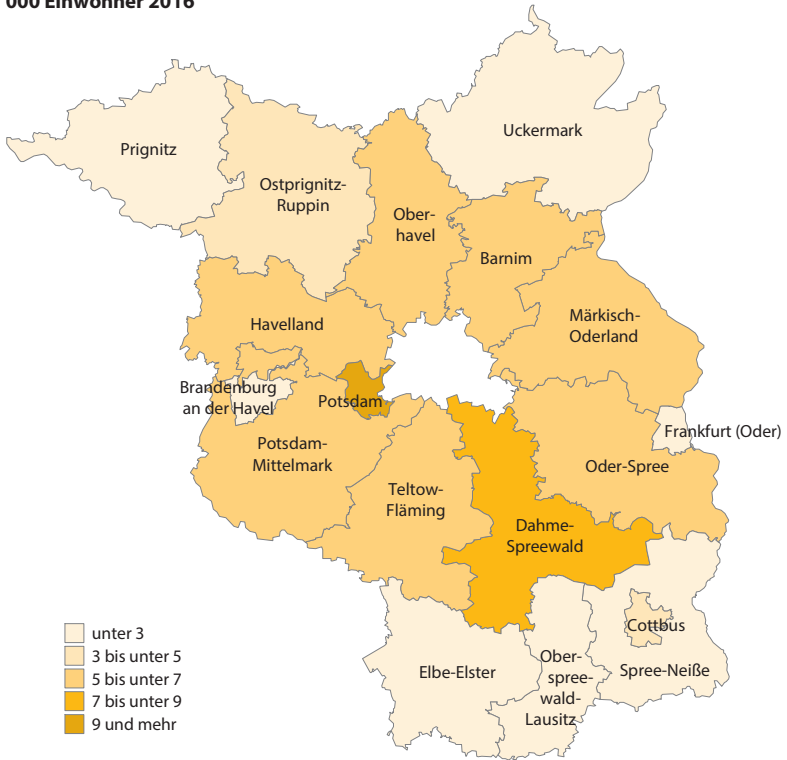 000 Einwohner 2016
Uckermark
Prignitz
Ostprignitz-
Ruppin
Ober-
havel
Barnim
Havelland
Märkisch-
Oderland
Brandenburg
an der Havel
Potsdam
Frankfurt (Oder)
Potsdam-
Mittelmark
Oder-Spree
Teltow-
Fläming
Dahme-
Spreewald
unter 3
3 bis unter 5
5 bis unter 7
7 bis unter 9
9 und mehr
Cottbus
Elbe-Elster
Ober-
spree-
wald-
Lausitz
Spree-Neiße